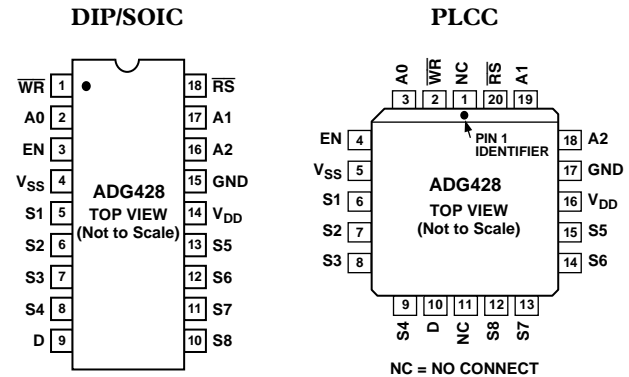 DIP/SOIC
WR 1
A0 2
EN 3
VSS 4
S1 5
S2 6
S3 7
S4 8
D 9
ADG428
TOP VIEW
(Not to Scale)
18 RS
17 A1
16 A2
15 GND
14 VDD
13 S5
12 S6
11 S7
10 S8
PLCC
A0 WR NC RS A1
3 2 1 20 19
PIN 1
IDENTIFIER
EN 4
VSS 5
S1 6
S2 7
S3 8
ADG428
TOP VIEW
(Not to Scale)
18 A2
17 GND
16 VDD
15 S5
14 S6
9 10 11 12 13
S4 D NC S8 S7
NC = NO CONNECT